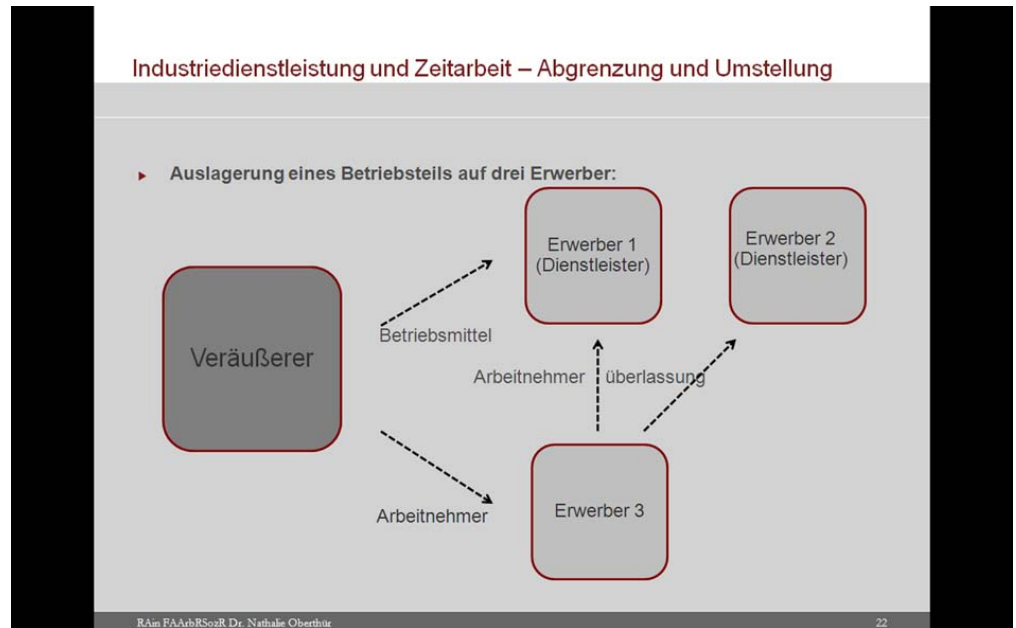 Industriedienstleistung und Zeitarbeit – Abgrenzung und Umstellung
Auslagerung eines Betriebsteils auf drei Erwerber:
Erwerber 1
(Dienstleister)
Erwerber 2
(Dienstleister)
Veräußerer
Betriebsmittel
Arbeitnehmer überlassung
Arbeitnehmer
Erwerber 3
RAin FAArbRSozR Dr. Nathalie Oberthür
22